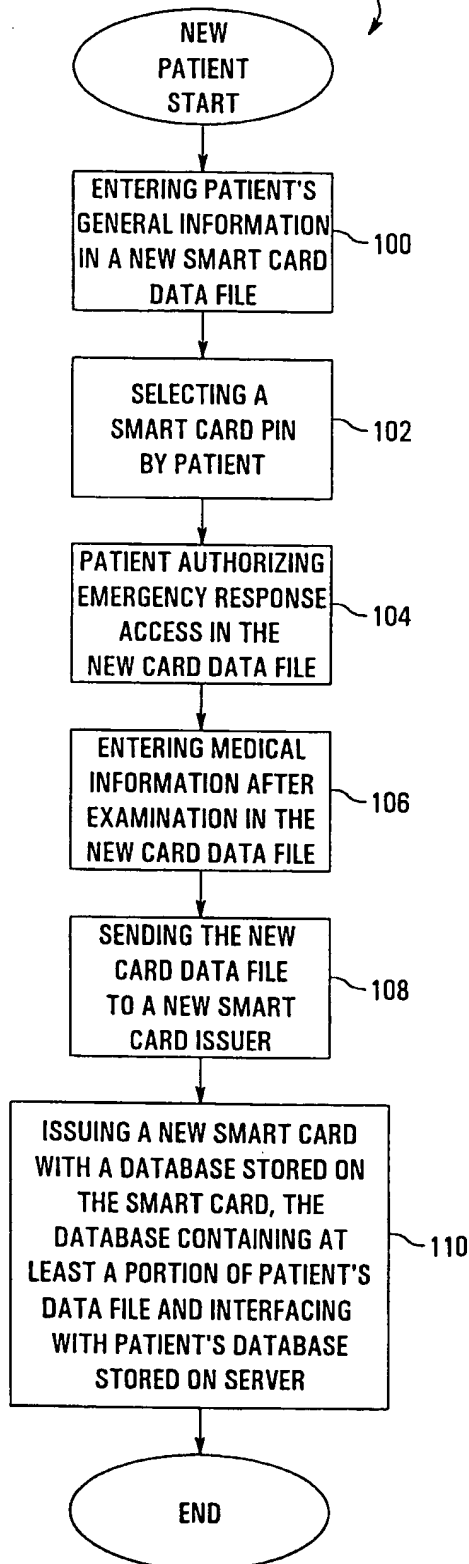 NEW
PATIENT
START
ENTERING PATIENT'S
GENERAL INFORMATION
IN A NEW SMART CARD
DATA FILE
100
SELECTING A
SMART CARD PIN
BY PATIENT
102
PATIENT AUTHORIZING
EMERGENCY RESPONSE
ACCESS IN THE
NEW CARD DATA FILE
104
ENTERING MEDICAL
INFORMATION AFTER
EXAMINATION IN THE
NEW CARD DATA FILE
106
SENDING THE NEW
CARD DATA FILE
TO A NEW SMART
CARD ISSUER
108
ISSUING A NEW SMART CARD
WITH A DATABASE STORED ON
THE SMART CARD, THE
DATABASE CONTAINING AT
LEAST A PORTION OF PATIENT'S
DATA FILE AND INTERFACING
WITH PATIENT'S DATABASE
STORED ON SERVER
110
END